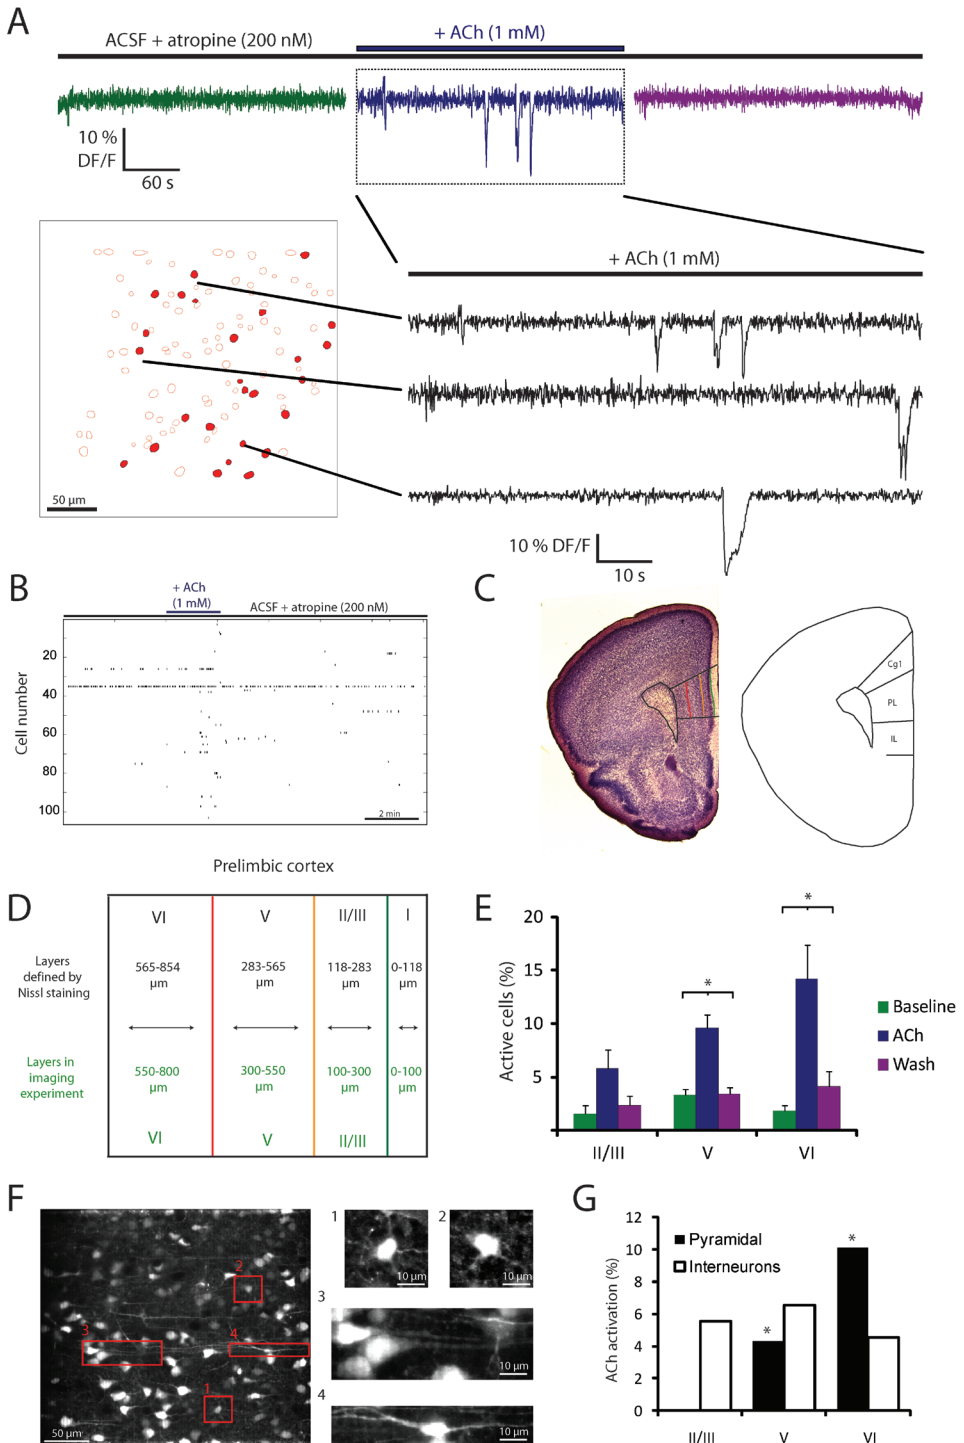 A
ACSF + atropine (200 nM)
+ ACh (1 mM)
10 %
DF/F
60 s
+ ACh (1 mM)
50 µm
10 % DF/F
10 s
B
+ ACh
(1 mM)
ACSF + atropine (200 nM)
Cell number
20
40
60
80
100
2 min
C
Cg1
PL
IL
Prelimbic cortex
D
VI
V
II/III
I
Layers
defined by
Nissl staining
565-854
µm
283-565
µm
118-283
µm
0-118
µm
Layers in
imaging
experiment
550-800
µm
300-550
µm
100-300
µm
0-100
µm
VI
V
II/III
E
Active cells (%)
20
15
10
5
*
*
II/III
V
VI
Baseline
ACh
Wash
F
1
2
3
4
50 µm
1
10 µm
2
10 µm
3
10 µm
4
10 µm
G
ACh activation (%)
12
10
8
6
4
2
0
Pyramidal
Interneurons
*
*
II/III
V
VI